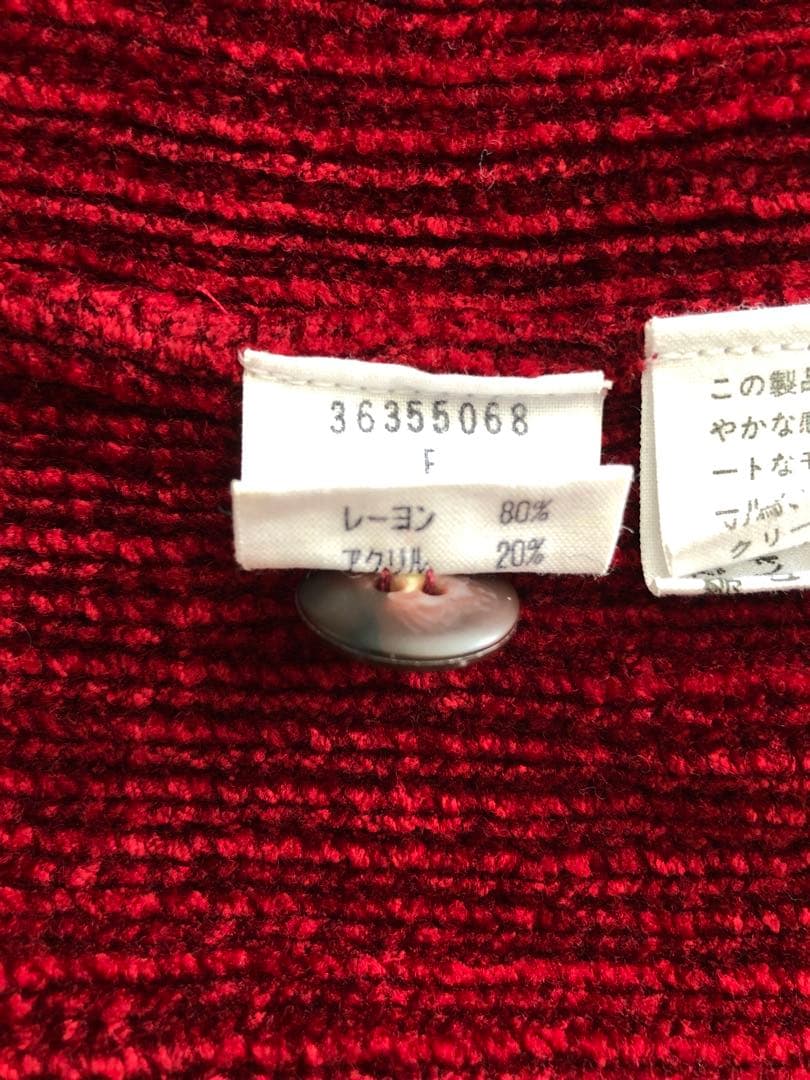 36355068
F
レーヨン 80%
アクリル 20%
この製品
やかな
ートな
クリー